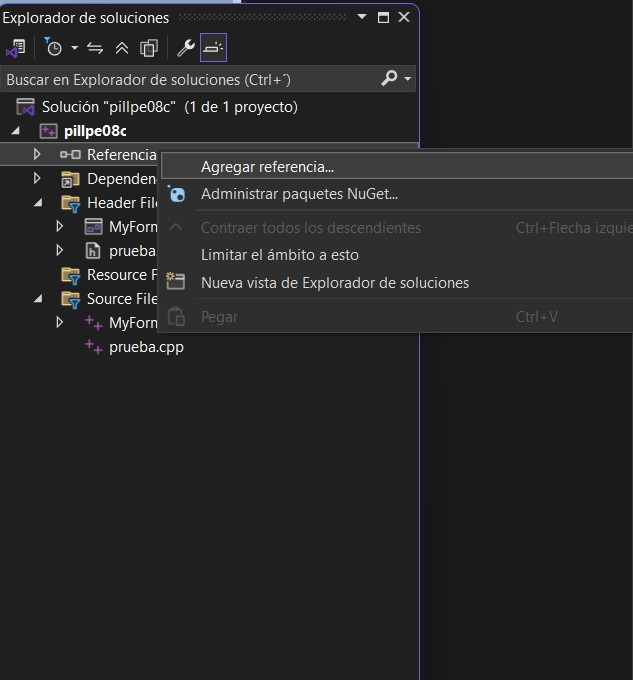 Explorador de soluciones
Buscar en Explorador de soluciones (Ctrl+´)
Solución "pillpe08c" (1 de 1 proyecto)
pillpe08c
Referencia
Agregar referencia...
Dependen
Administrar paquetes NuGet...
Header File
MyForm
Contraer todos los descendientes Ctrl+Flecha izquie
prueba.
Limitar el ámbito a esto
Resource F
Nueva vista de Explorador de soluciones
Source File
MyForm
Pegar Ctrl+V
prueba.cpp